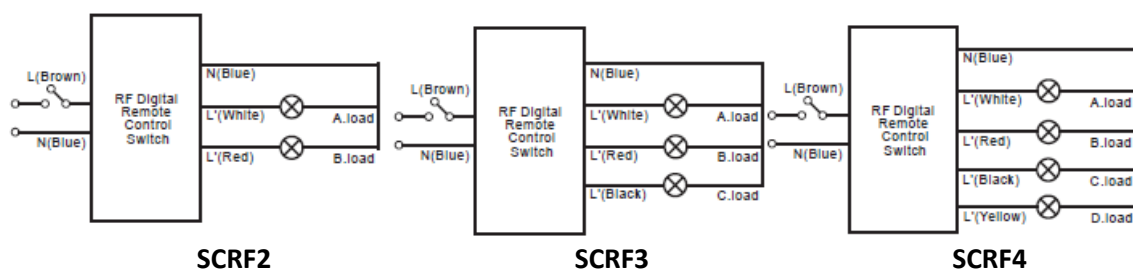 L(Brown)
N(Blue)
RF Digital
Remote
Control
Switch
N(Blue)
L'(White)
A.load
L'(Red)
B.load
SCRF2
L(Brown)
N(Blue)
RF Digital
Remote
Control
Switch
N(Blue)
L'(White)
A.load
L'(Red)
B.load
L'(Black)
C.load
SCRF3
L(Brown)
N(Blue)
RF Digital
Remote
Control
Switch
N(Blue)
L'(White)
A.load
L'(Red)
B.load
L'(Black)
C.load
L'(Yellow)
D.load
SCRF4